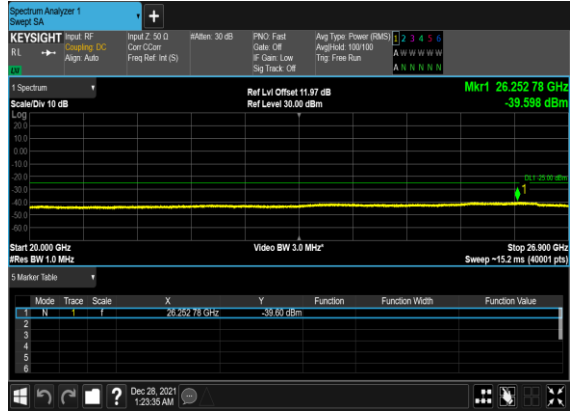 Spectrum Analyzer 1
Swept SA
+
KEYSIGHT Input: RF Input Z: 50 Ω #Atten: 30 dB PNO: Fast Avg Type: Power (RMS) 1 2 3 4 5 6
RL Coupling: DC Corr CCorr Gate: Off Avg|Hold: 100/100 A W W W W W
Align: Auto Freq Ref: Int (S) IF Gain: Low Trig: Free Run
LV Sig Track: Off A N N N N N
1 Spectrum Ref Lvl Offset 11.97 dB Mkr1 26.252 78 GHz
Scale/Div 10 dB Ref Level 30.00 dBm -39.598 dBm
Log
20.0
10.0
0.00
-10.0
-20.0
DL1 -25.00 dBm
-30.0
1
-40.0
-50.0
-60.0
Start 20.000 GHz Video BW 3.0 MHz* Stop 26.900 GHz
#Res BW 1.0 MHz Sweep ~15.2 ms (40001 pts)
5 Marker Table
Mode Trace Scale X Y Function Function Width Function Value
1 N 1 f 26.252 78 GHz -39.60 dBm
2
3
4
5
6
? Dec 28, 2021
1:23:35 AM